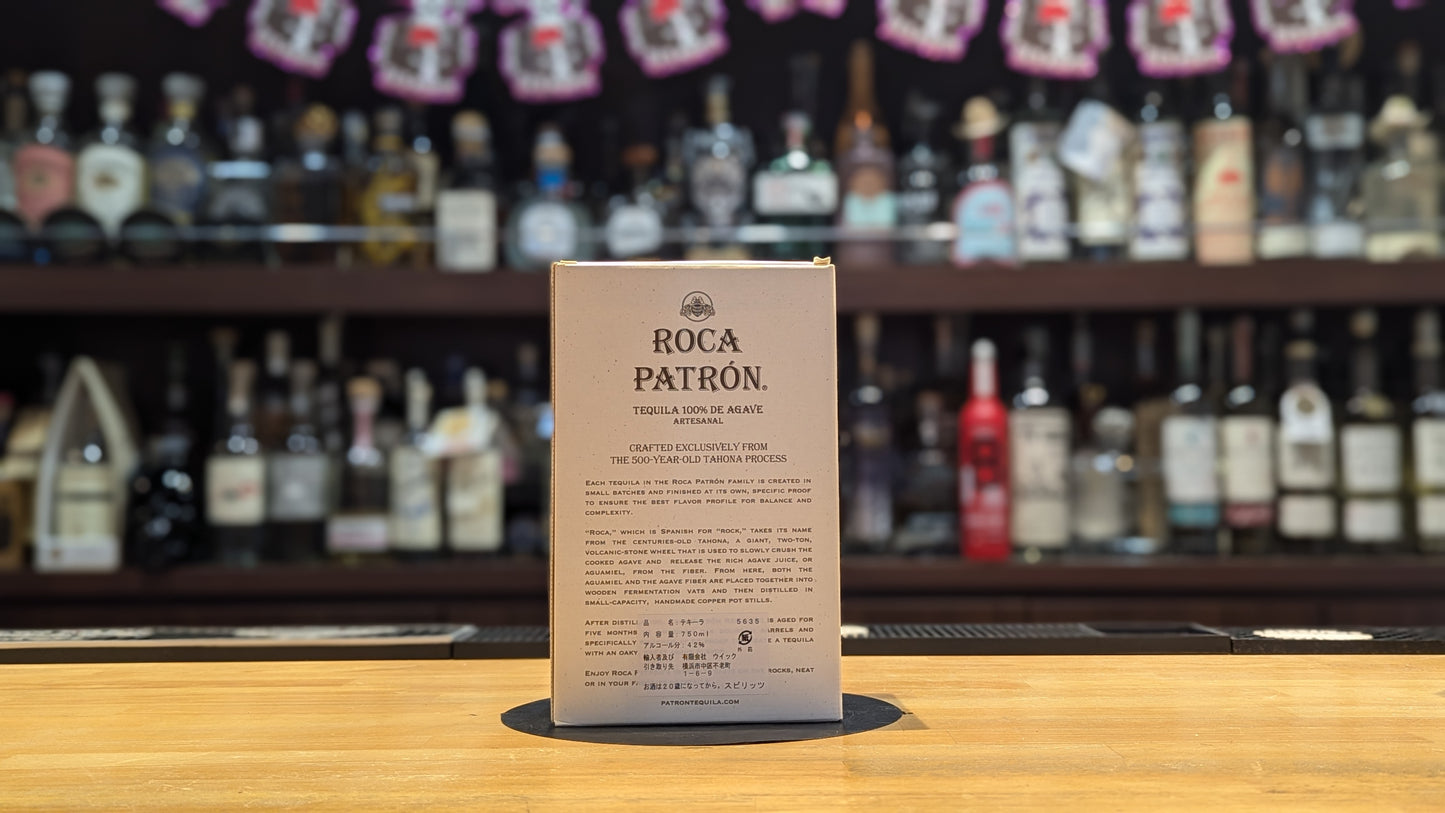 ROCA
PATRÓN®
TEQUILA 100% DE AGAVE
ARTESANAL
CRAFTED EXCLUSIVELY FROM
THE 500-YEAR-OLD TAHONA PROCESS
EACH TEQUILA IN THE ROCA PATRÓN FAMILY IS CREATED IN
SMALL BATCHES AND FINISHED AT ITS OWN, SPECIFIC PROOF
TO ENSURE THE BEST FLAVOR PROFILE FOR BALANCE AND
COMPLEXITY.
"ROCA," WHICH IS SPANISH FOR "ROCK," TAKES ITS NAME
FROM THE CENTURIES-OLD TAHONA, A GIANT, TWO-TON,
VOLCANIC-STONE WHEEL THAT IS USED TO SLOWLY CRUSH THE
COOKED AGAVE AND RELEASE THE RICH AGAVE JUICE, OR
AGUAMIEL, FROM THE FIBER. FROM HERE, BOTH THE
AGUAMIEL AND THE AGAVE FIBER ARE PLACED TOGETHER INTO
WOODEN FERMENTATION VATS AND THEN DISTILLED IN
SMALL-CAPACITY, HANDMADE COPPER POT STILLS.
AFTER DISTILL IS AGED FOR
FIVE MONTHS BARRELS AND
SPECIFICALLY E A TEQUILA
WITH AN OAKY
ENJOY ROCA P ROCKS, NEAT
OR IN YOUR F
品 名:テキーラ 5635
内 容 量:750ml
アルコール分:42%
輸入者及び 有限会社 ウイック
引き取り先 横浜市中区不老町
1-6-9
お酒は20歳になってから。スピリッツ
PATRONTEQUILA.COM